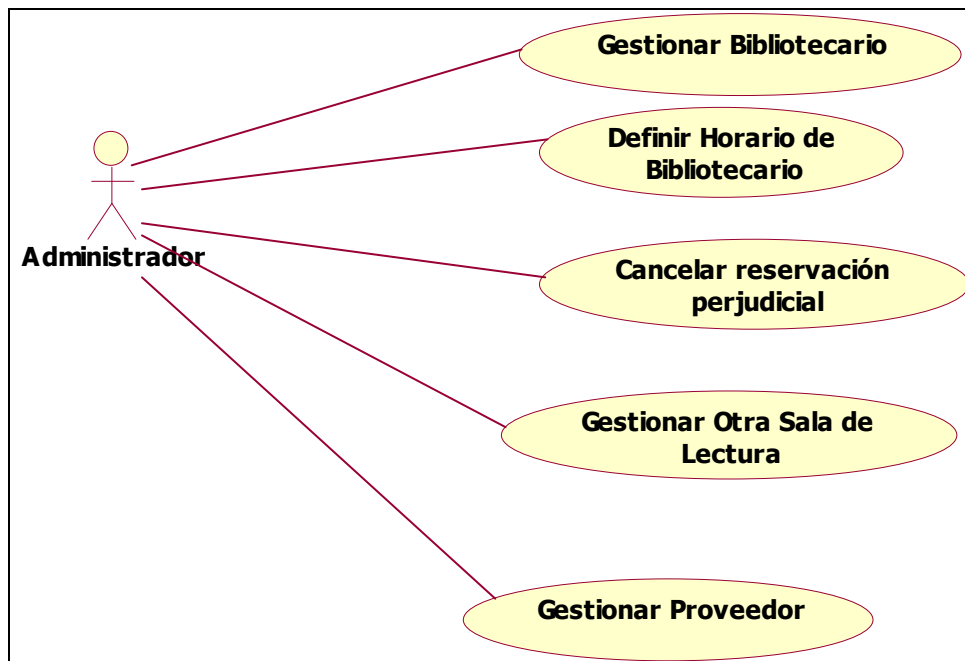 Gestionar Bibliotecario
Definir Horario de
Bibliotecario
Administrador
Cancelar reservación
perjudicial
Gestionar Otra Sala de
Lectura
Gestionar Proveedor